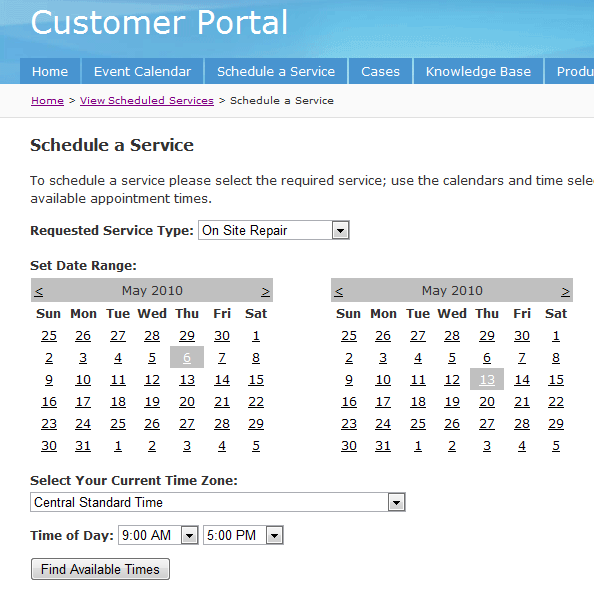 Customer Portal
Home Event Calendar Schedule a Service Cases Knowledge Base Produ
Home > View Scheduled Services > Schedule a Service
Schedule a Service
To schedule a service please select the required service; use the calendars and time sele
available appointment times.
Requested Service Type: On Site Repair
Set Date Range:
< May 2010 > < May 2010 >
Sun Mon Tue Wed Thu Fri Sat Sun Mon Tue Wed Thu Fri Sat
25 26 27 28 29 30 1 25 26 27 28 29 30 1
2 3 4 5 6 7 8 2 3 4 5 6 7 8
9 10 11 12 13 14 15 9 10 11 12 13 14 15
16 17 18 19 20 21 22 16 17 18 19 20 21 22
23 24 25 26 27 28 29 23 24 25 26 27 28 29
30 31 1 2 3 4 5 30 31 1 2 3 4 5
Select Your Current Time Zone:
Central Standard Time
Time of Day: 9:00 AM 5:00 PM
Find Available Times